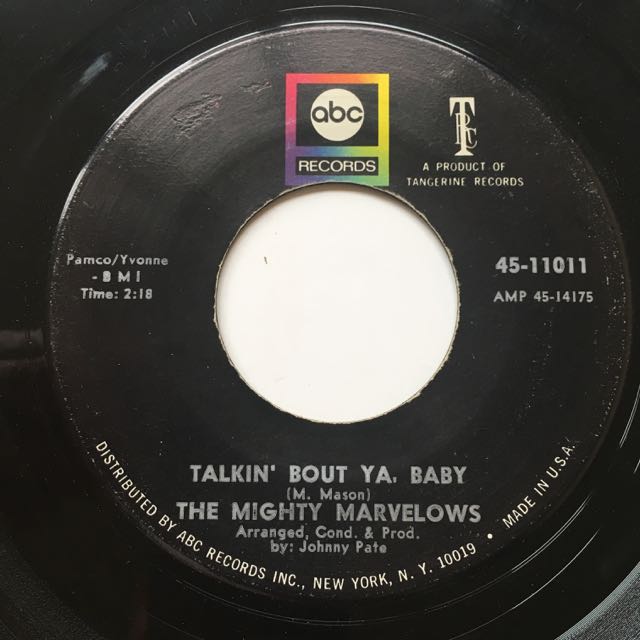 abc
RECORDS
TRC
A PRODUCT OF
TANGERINE RECORDS
Pamco/Yvonne
- B M I
Time: 2:18
45-11011
AMP 45-14175
TALKIN' BOUT YA, BABY
(M. Mason)
THE MIGHTY MARVELOWS
Arranged, Cond. & Prod.
by: Johnny Pate
DISTRIBUTED BY ABC RECORDS INC., NEW YORK, N. Y. 10019 • MADE IN U.S.A.